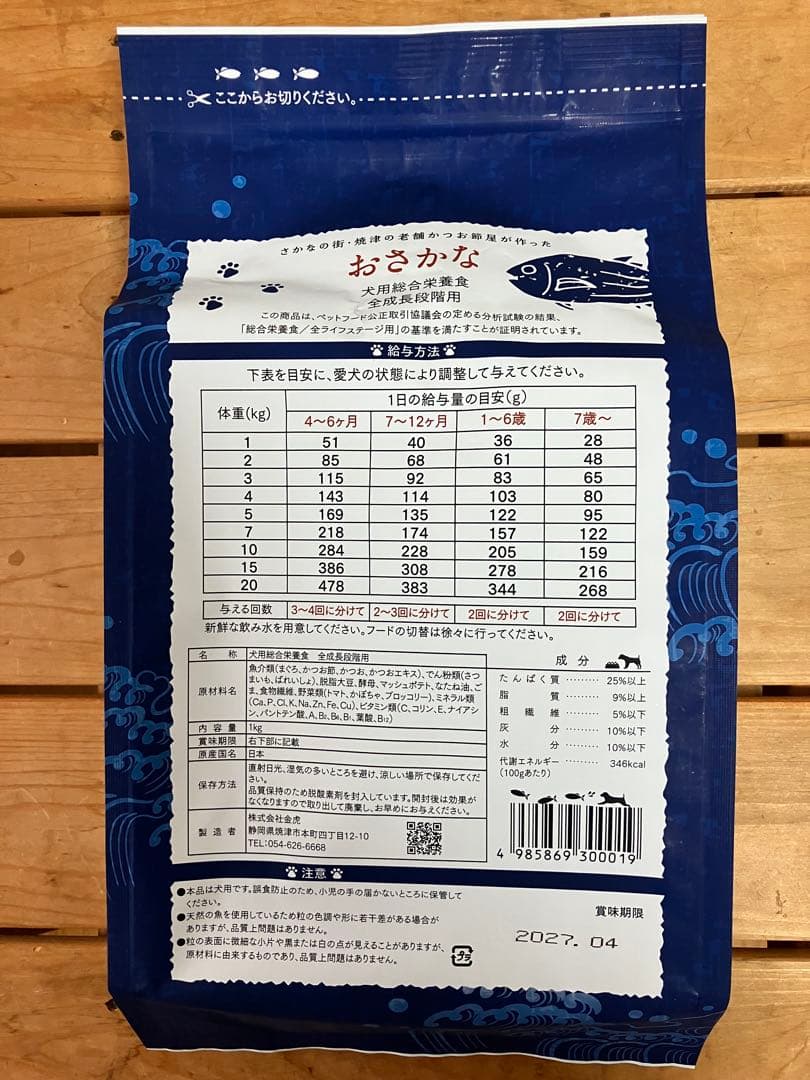 ここからお切りください。
さかなの街・焼津の老舗かつお節屋が作った
おさかな
犬用総合栄養食
全成長段階用
この商品は、ペットフード公正取引協議会の定める分析試験の結果、
「総合栄養食/全ライフステージ用」の基準を満たすことが証明されています。
給与方法
下表を目安に、愛犬の状態により調整して与えてください。
体重(kg) 1日の給与量の目安(g)
4〜6ヶ月 7〜12ヶ月 1〜6歳 7歳〜
1 51 40 36 28
2 85 68 61 48
3 115 92 83 65
4 143 114 103 80
5 169 135 122 95
7 218 174 157 122
10 284 228 205 159
15 386 308 278 216
20 478 383 344 268
与える回数 3〜4回に分けて 2〜3回に分けて 2回に分けて 2回に分けて
新鮮な飲み水を用意してください。フードの切替は徐々に行ってください。
名 称 犬用総合栄養食 全成長段階用
原材料名 魚介類(まぐろ、かつお節、かつお、かつおエキス)、でん粉類(さつ
まいも、ばれいしょ)、脱脂大豆、酵母、マッシュポテト、なたね油、ご
ま、食物繊維、野菜類(トマト、かぼちゃ、ブロッコリー)、ミネラル類
(Ca,P,Cl,K,Na,Zn,Fe,Cu)、ビタミン類(C、コリン、E、ナイアシ
ン、パントテン酸、A、B2、B6、B1、葉酸、B12)
内 容 量 1kg
賞味期限 右下部に記載
原産国名 日本
保存方法 直射日光、湿気の多いところを避け、涼しい場所で保存してくだ
さい。
品質保持のため脱酸素剤を封入しています。開封後は効果が
なくなりますので取り出して廃棄し、お早めにお与えください。
製 造 者 株式会社金虎
静岡県焼津市本町四丁目12-10
TEL:054-626-6668
成 分
たんぱく質 ……… 25%以上
脂 質 ……… 9%以上
粗 繊 維 ……… 5%以下
灰 分 ……… 10%以下
水 分 ……… 10%以下
代謝エネルギー …… 346kcal
(100gあたり)
4 985869 300019
注意
●本品は犬用です。誤食防止のため、小児の手の届かないところに保管して
ください。
●天然の魚を使用しているため粒の色調や形に若干差がある場合が
ありますが、品質上問題はありません。
●粒の表面に微細な小片や黒または白の点が見えることがありますが、
原材料に由来するものであり、品質上問題はありません。
プラ
賞味期限
2027. 04